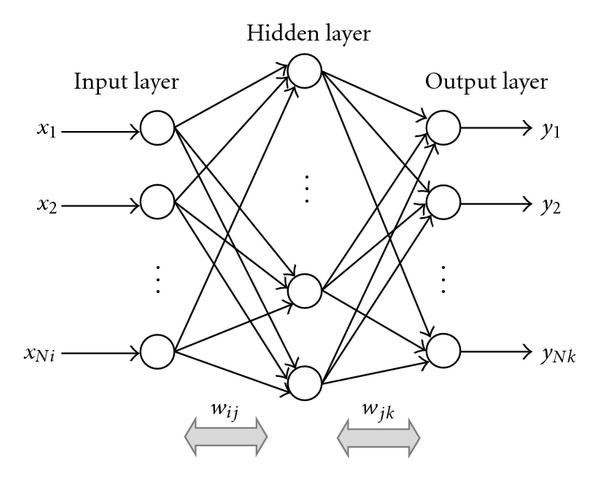 Hidden layer
Input layer
Output layer
x1
y1
x2
y2
⋮
⋮
⋮
xNi
yNk
wij
wjk